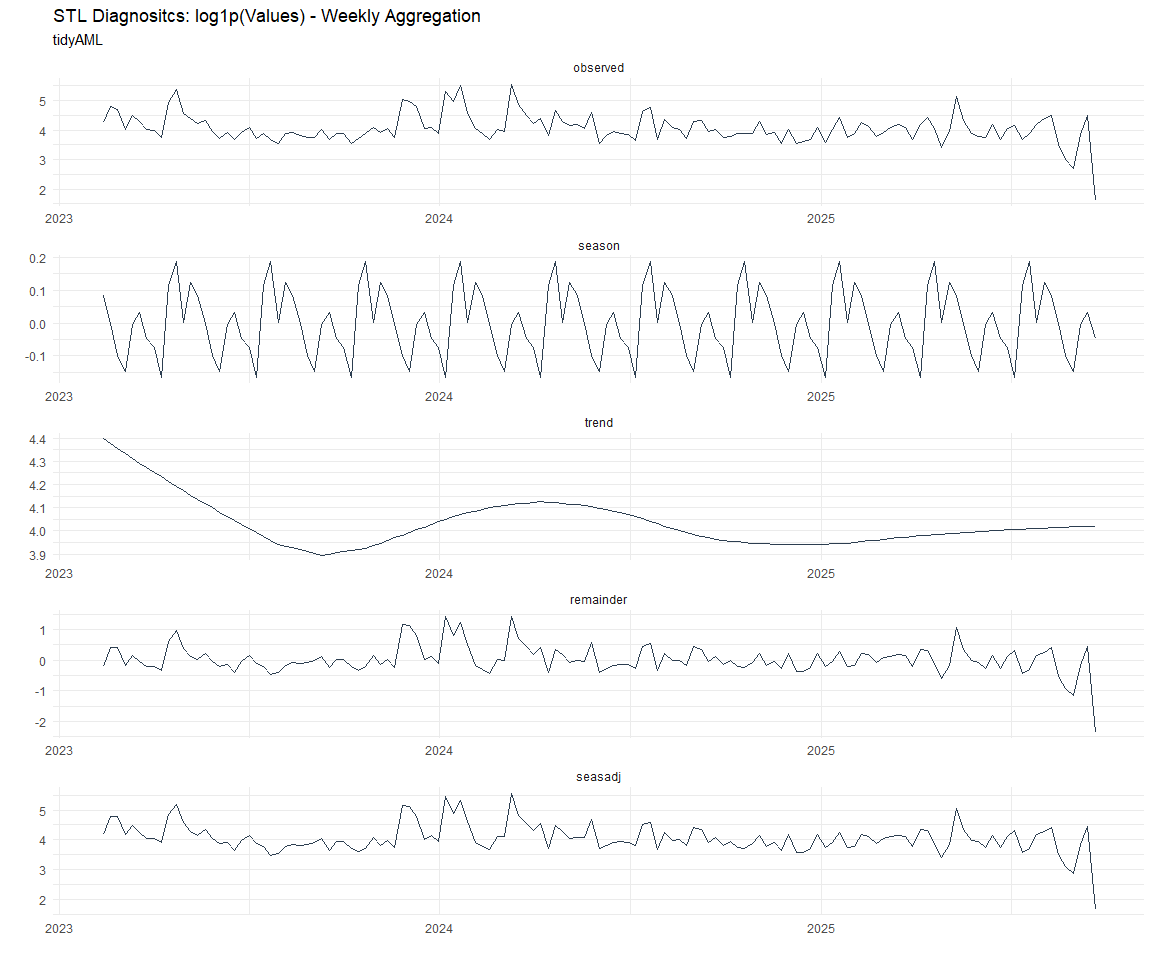 STL Diagnositcs: log1p(Values) - Weekly Aggregation
tidyAML
observed
5
4
3
2
2023 2024 2025
season
0.2
0.1
0.0
-0.1
2023 2024 2025
trend
4.4
4.3
4.2
4.1
4.0
3.9
2023 2024 2025
remainder
1
0
-1
-2
2023 2024 2025
seasadj
5
4
3
2
2023 2024 2025